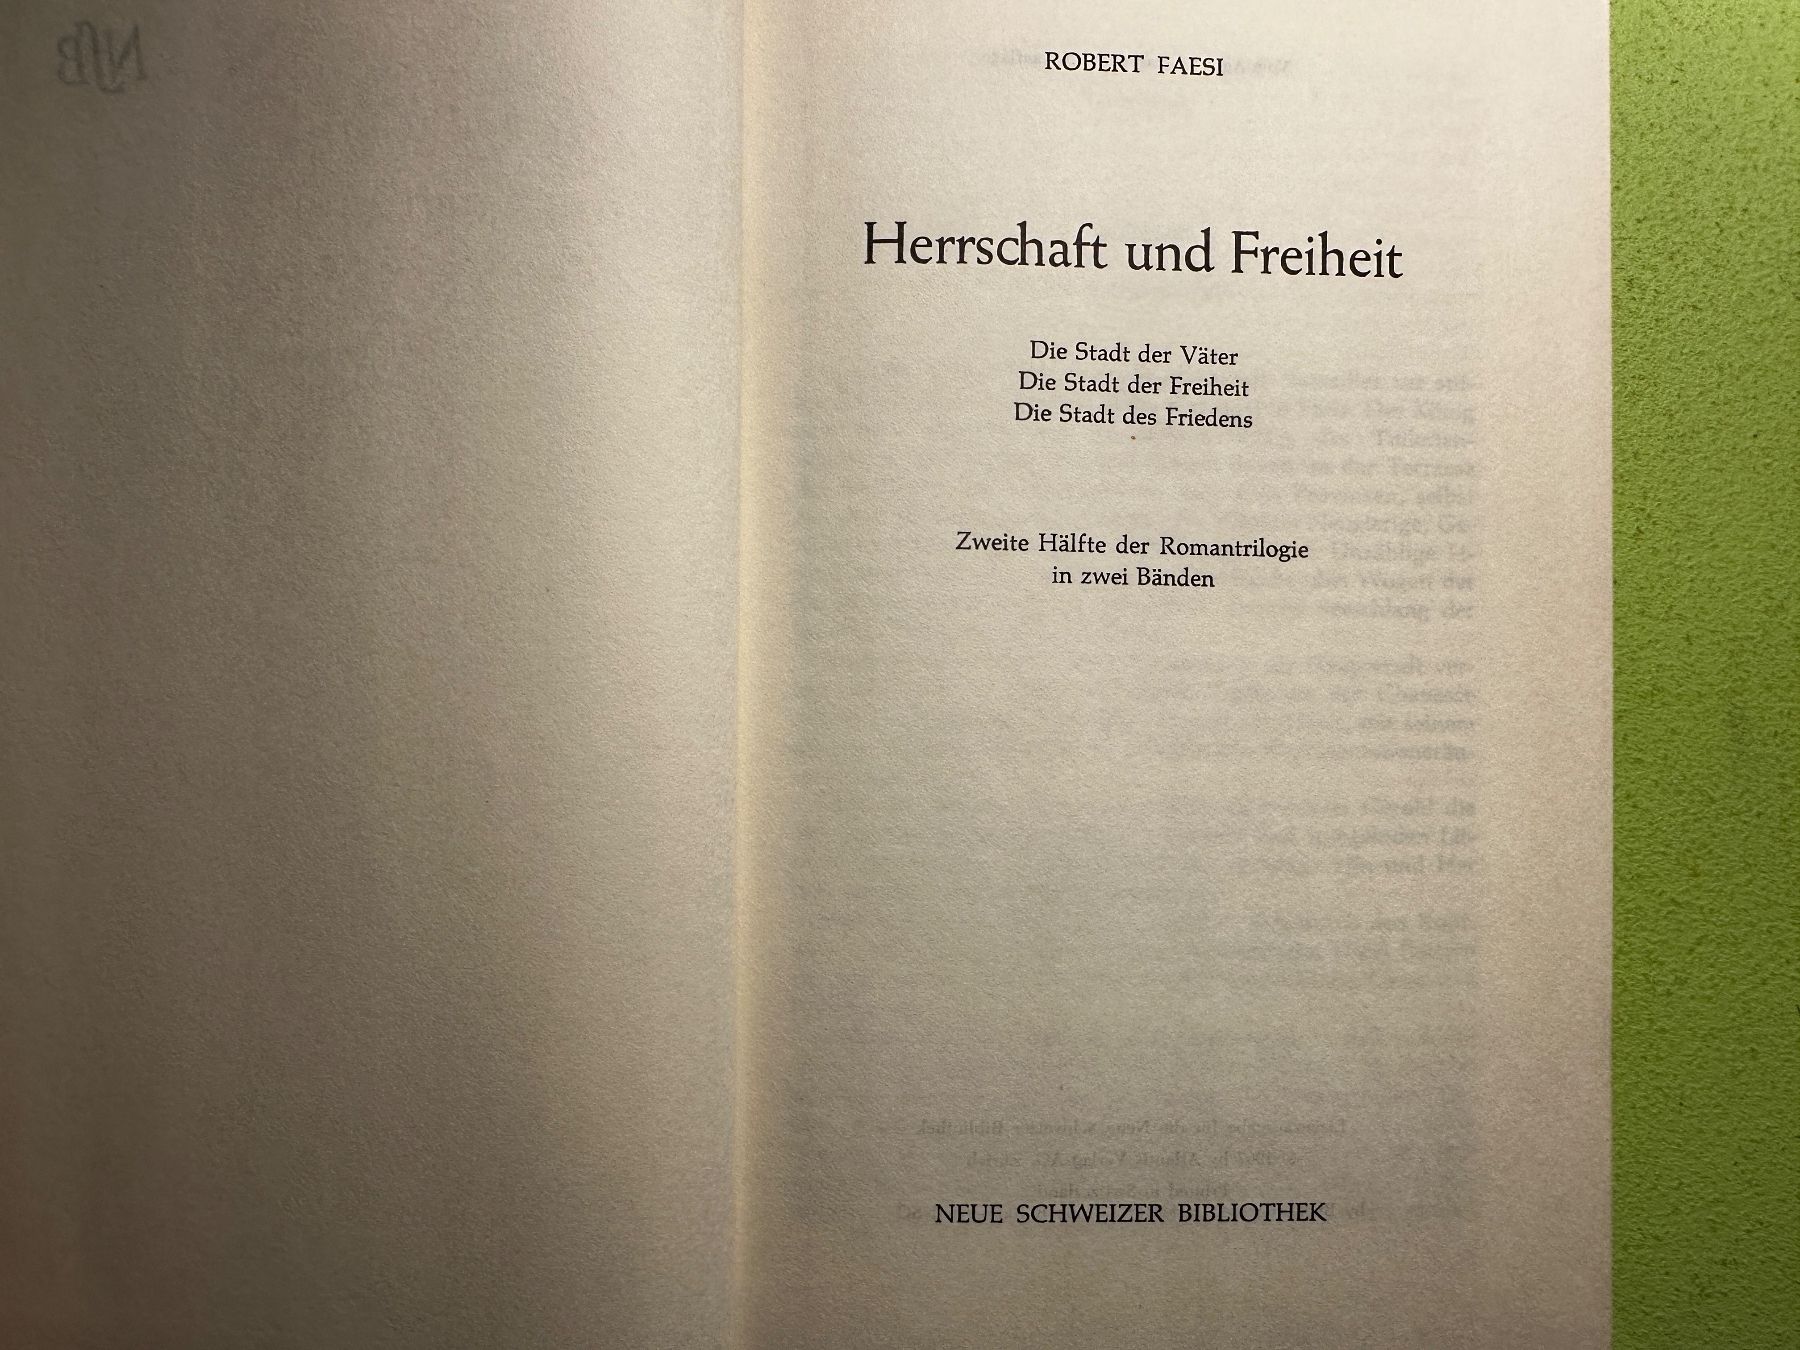 ROBERT FAESI
Herrschaft und Freiheit
Die Stadt der Väter
Die Stadt der Freiheit
Die Stadt des Friedens
Zweite Hälfte der Romantrilogie
in zwei Bänden
NEUE SCHWEIZER BIBLIOTHEK